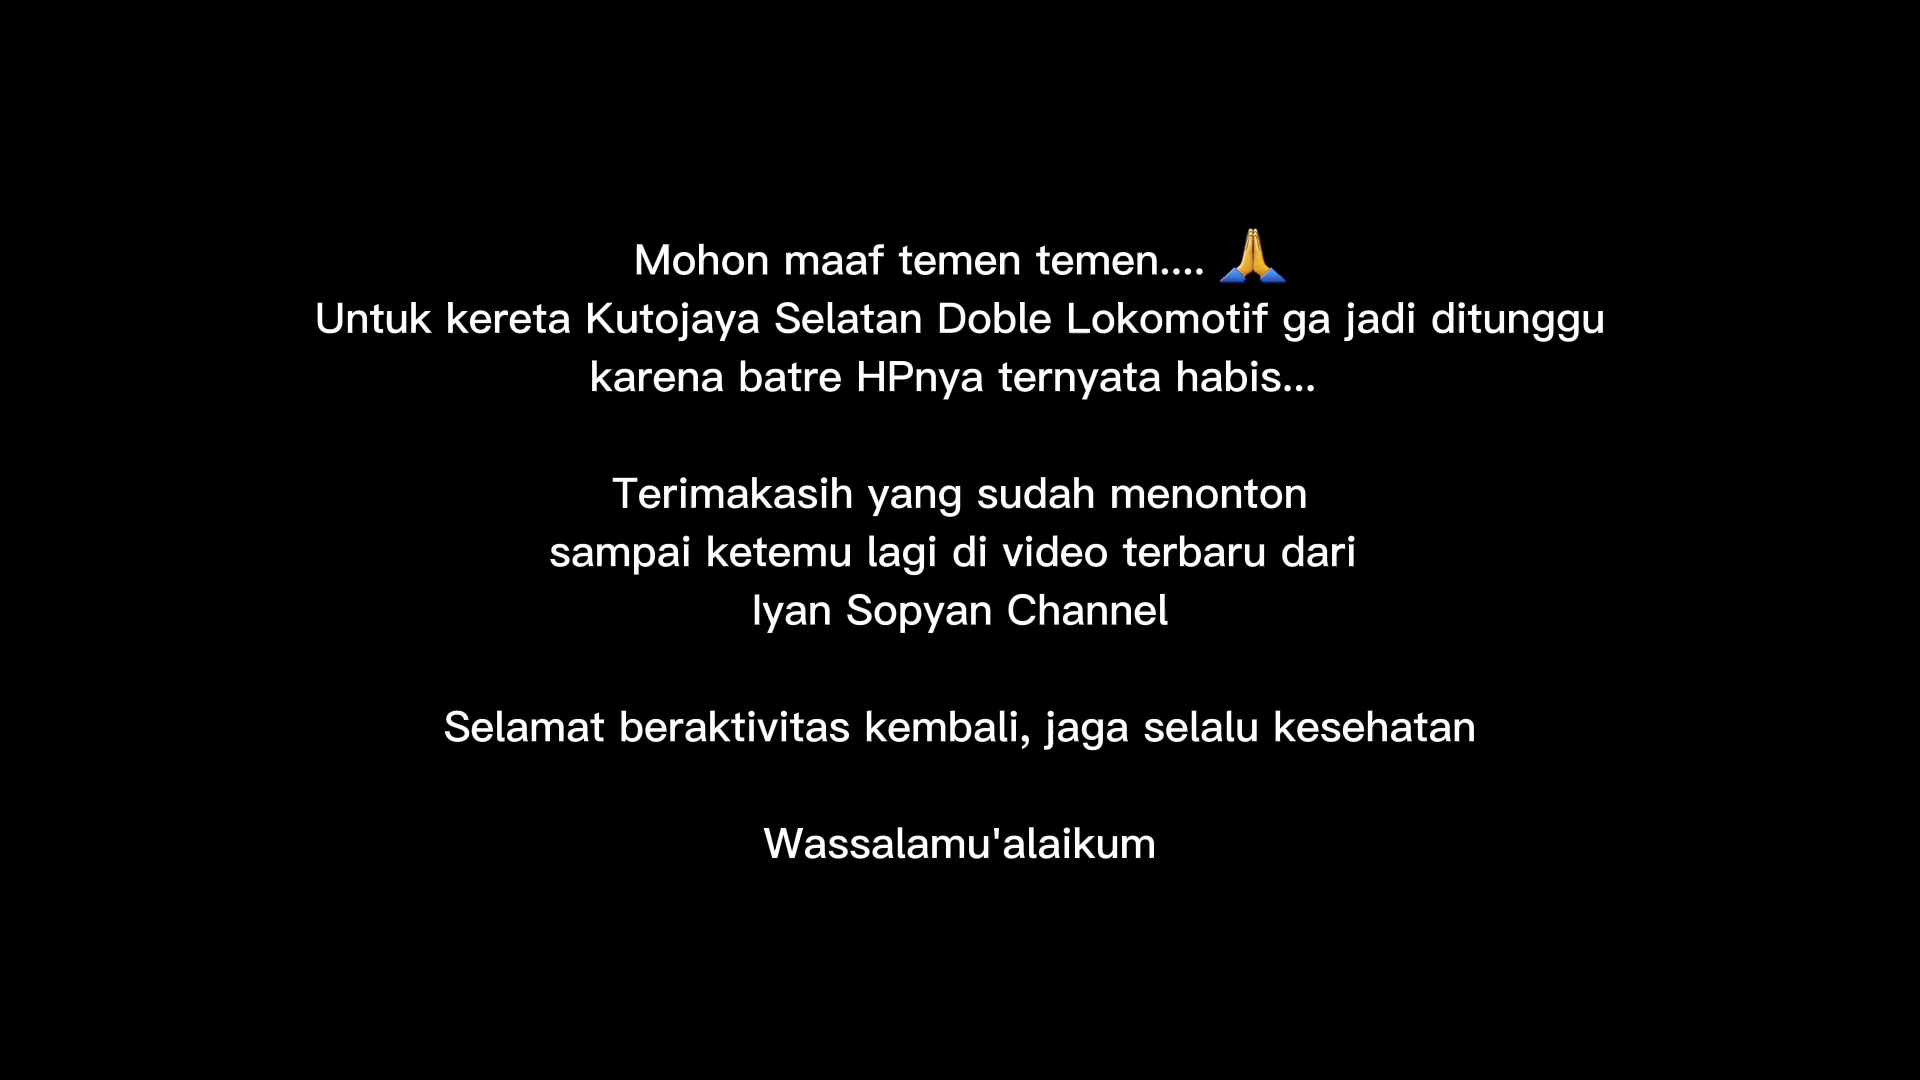 Mohon maaf temen temen.... 🙏
Untuk kereta Kutojaya Selatan Doble Lokomotif ga jadi ditunggu
karena batre HPnya ternyata habis...
Terimakasih yang sudah menonton
sampai ketemu lagi di video terbaru dari
Iyan Sopyan Channel
Selamat beraktivitas kembali, jaga selalu kesehatan
Wassalamu'alaikum